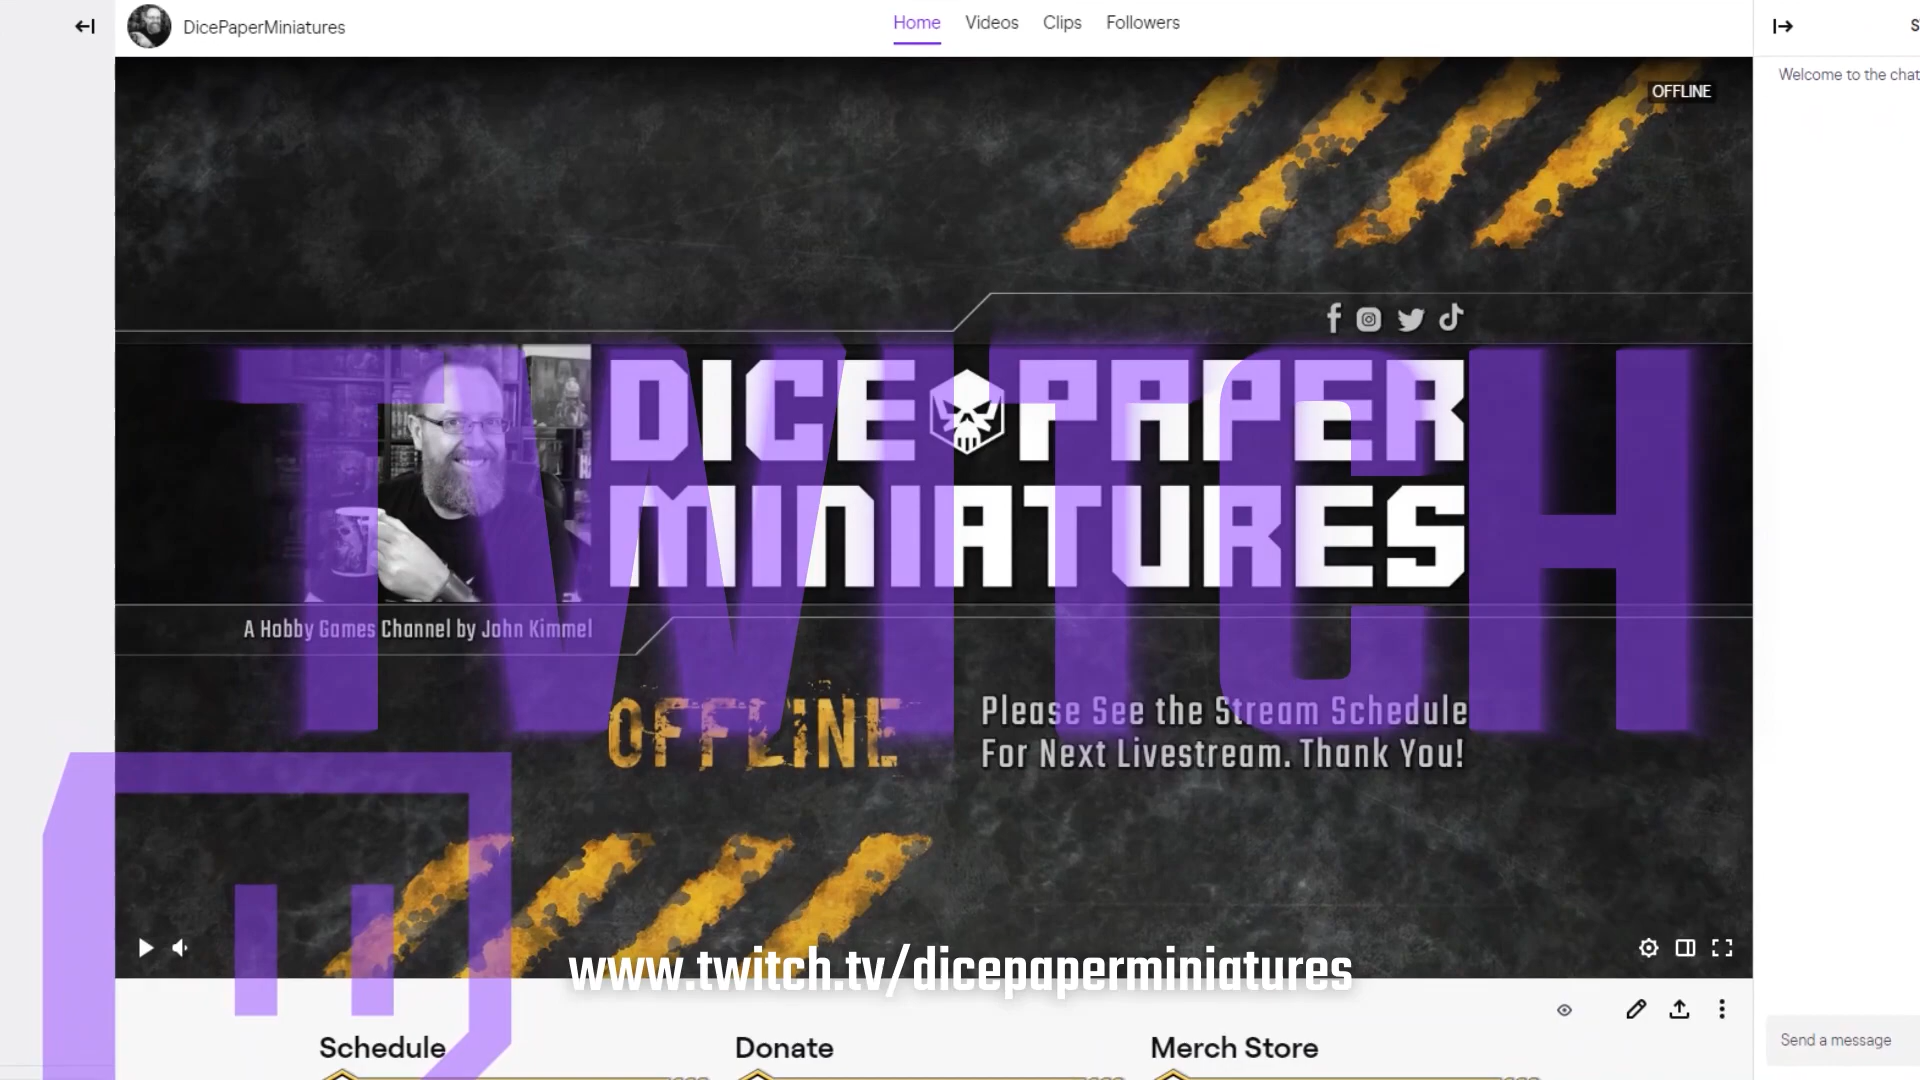 DicePaperMiniatures
Home Videos Clips Followers
Welcome to the chat
OFFLINE
TWITCH
DICE PAPER
MINIATURES
A Hobby Games Channel by John Kimmel
OFFLINE
Please See the Stream Schedule
For Next Livestream. Thank You!
www.twitch.tv/dicepaperminiatures
Schedule Donate Merch Store
Send a message